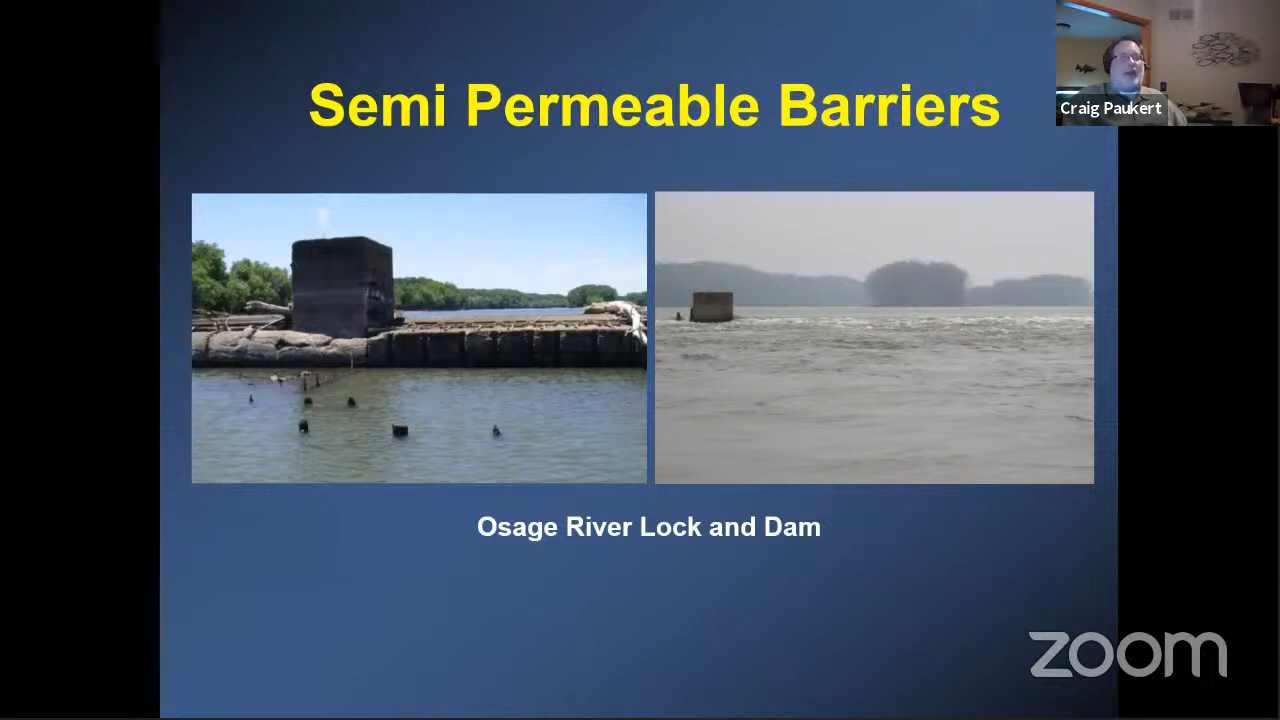 Semi Permeable Barriers
Craig Paukert
Osage River Lock and Dam
zoom